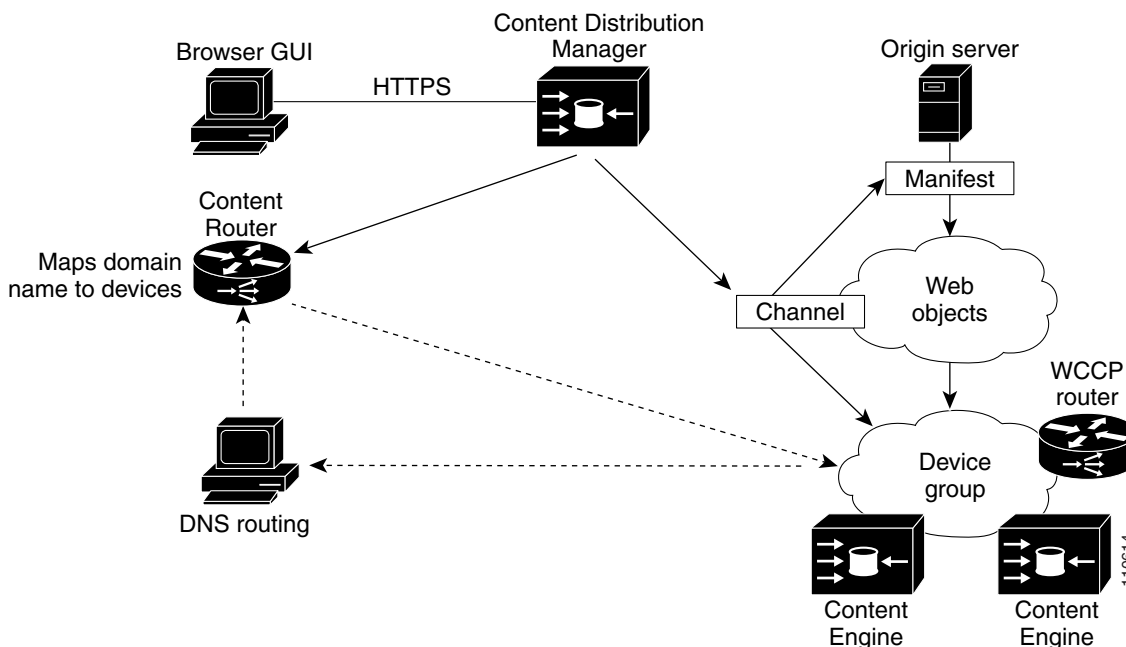 Content Distribution
Manager
Browser GUI
Origin server
HTTPS
Manifest
Content
Router
Maps domain
name to devices
Web
objects
Channel
WCCP
router
Device
group
DNS routing
Content
Engine
Content
Engine